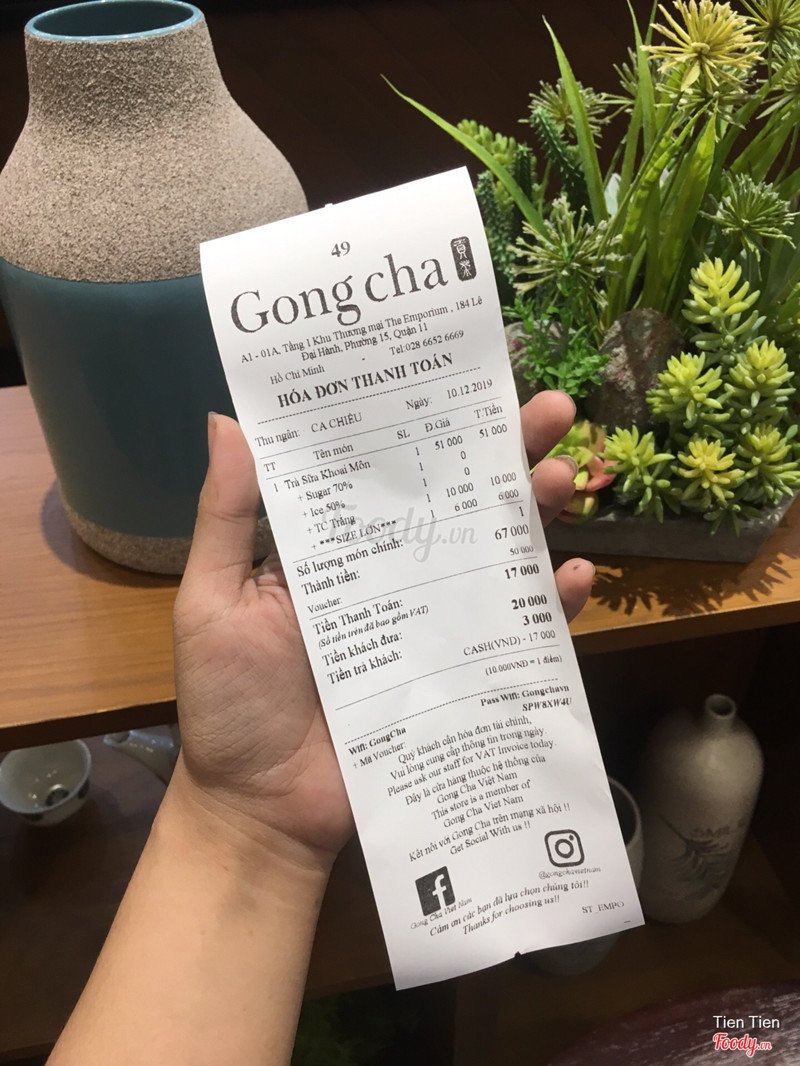 49
Gong cha 貢茶
A1 - 01A, Tầng 1 Khu Thương mại The Emporium , 184 Lê
Đại Hành, Phường 15, Quận 11
Hồ Chí Minh - Tel:028 6652 6669
HÓA ĐƠN THANH TOÁN
Thu ngân: CA CHIỀU Ngày: 10.12.2019
TT Tên món SL Đ.Giá T.Tiền
1 Trà Sữa Khoai Môn 1 51 000 51 000
+ Sugar 70% 1 0
+ Ice 50% 1 0
+ TC Trắng 1 10 000 10 000
+ ***SIZE LỚN*** 1 6 000 6 000
Số lượng món chính: 1
Thành tiền: 67 000
Voucher: 50 000
Tiền Thanh Toán: 17 000
(Số tiền trên đã bao gồm VAT)
Tiền khách đưa: 20 000
Tiền trả khách: 3 000
CASH(VND) - 17 000
(10.000VNĐ = 1 điểm)
Wifi: GongCha Pass Wifi: Gongchavn
+ Mã Voucher: SPW8XW4U
Quý khách cần hóa đơn tài chính,
Vui lòng cung cấp thông tin trong ngày
Please ask our staff for VAT Invoice today.
Đây là cửa hàng thuộc hệ thống của
Gong Cha Việt Nam
This store is a member of
Gong Cha Viet Nam
Kết nối với Gong Cha trên mạng xã hội !!
Get Social With us !!
f
Gong Cha Viet Nam @gongchavietnam
Cảm ơn các bạn đã lựa chọn chúng tôi!!
Thanks for choosing us!!
ST_EMPO
Foody.vn
Tien Tien
Foody.vn